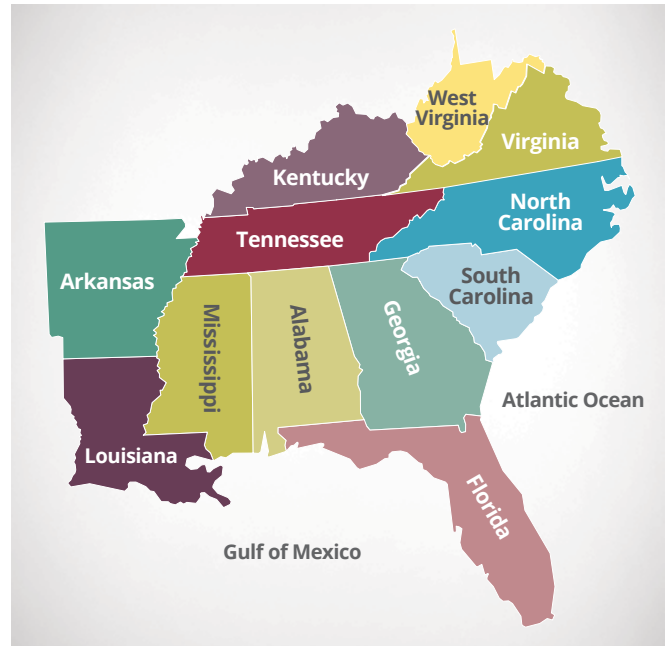 West
Virginia
Virginia
Kentucky
North
Carolina
Tennessee
Arkansas
South
Carolina
Mississippi
Alabama
Georgia
Atlantic Ocean
Louisiana
Florida
Gulf of Mexico